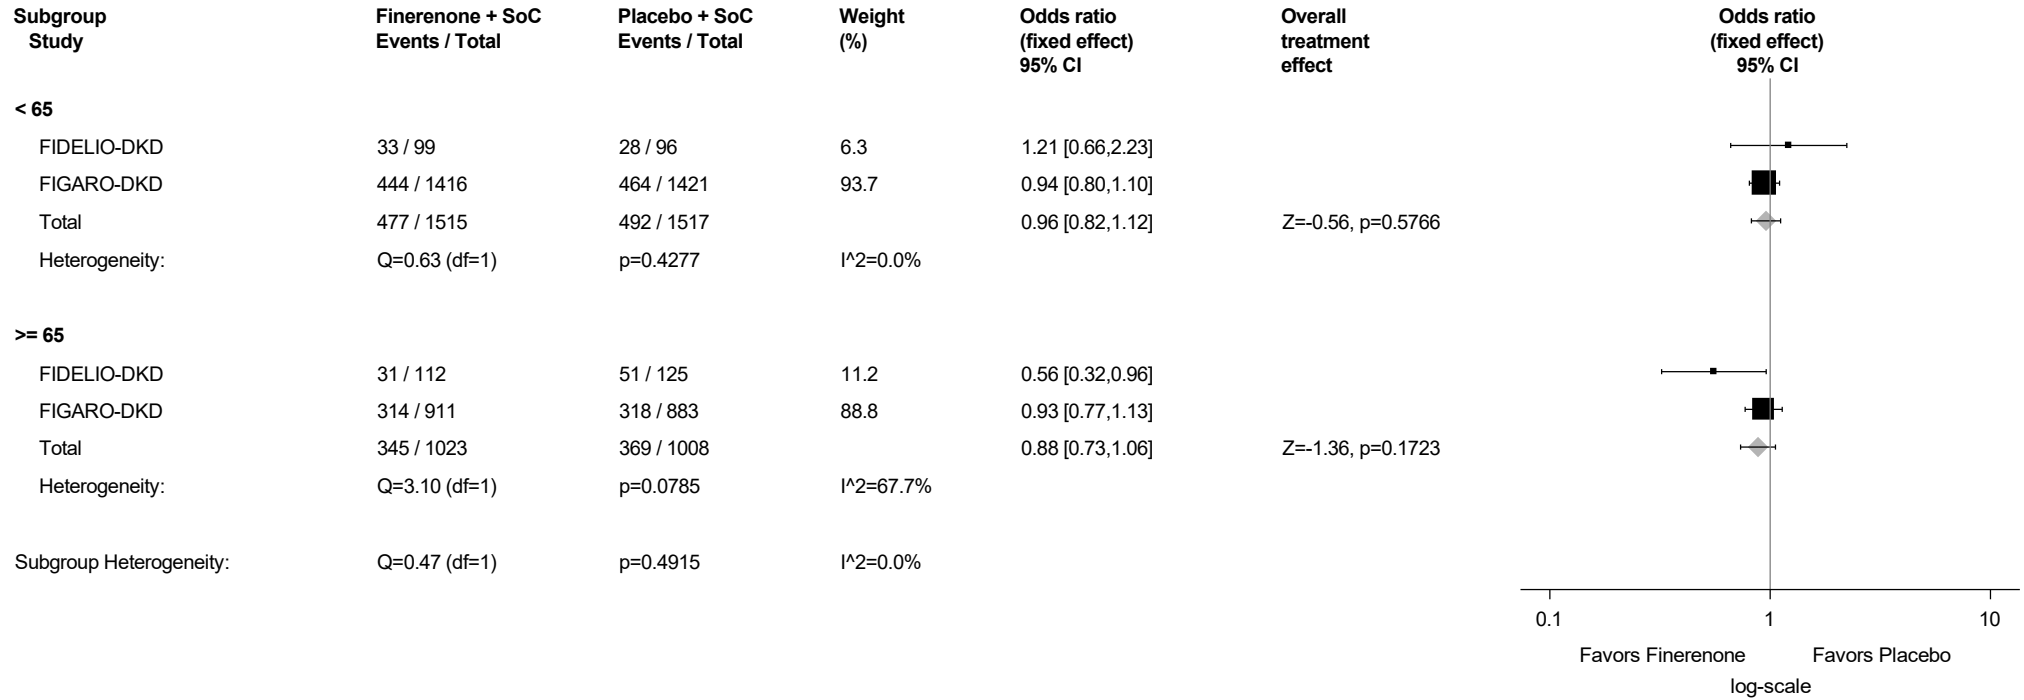 Subgroup Finerenone + SoC Placebo + SoC Weight Odds ratio Overall Odds ratio
Study Events / Total Events / Total (%) (fixed effect) treatment (fixed effect)
95% CI effect 95% CI
< 65
FIDELIO-DKD 33 / 99 28 / 96 6.3 1.21 [0.66,2.23]
FIGARO-DKD 444 / 1416 464 / 1421 93.7 0.94 [0.80,1.10]
Total 477 / 1515 492 / 1517 0.96 [0.82,1.12] Z=-0.56, p=0.5766
Heterogeneity: Q=0.63 (df=1) p=0.4277 I^2=0.0%
>= 65
FIDELIO-DKD 31 / 112 51 / 125 11.2 0.56 [0.32,0.96]
FIGARO-DKD 314 / 911 318 / 883 88.8 0.93 [0.77,1.13]
Total 345 / 1023 369 / 1008 0.88 [0.73,1.06] Z=-1.36, p=0.1723
Heterogeneity: Q=3.10 (df=1) p=0.0785 I^2=67.7%
Subgroup Heterogeneity: Q=0.47 (df=1) p=0.4915 I^2=0.0%
0.1 1 10
Favors Finerenone Favors Placebo
log-scale